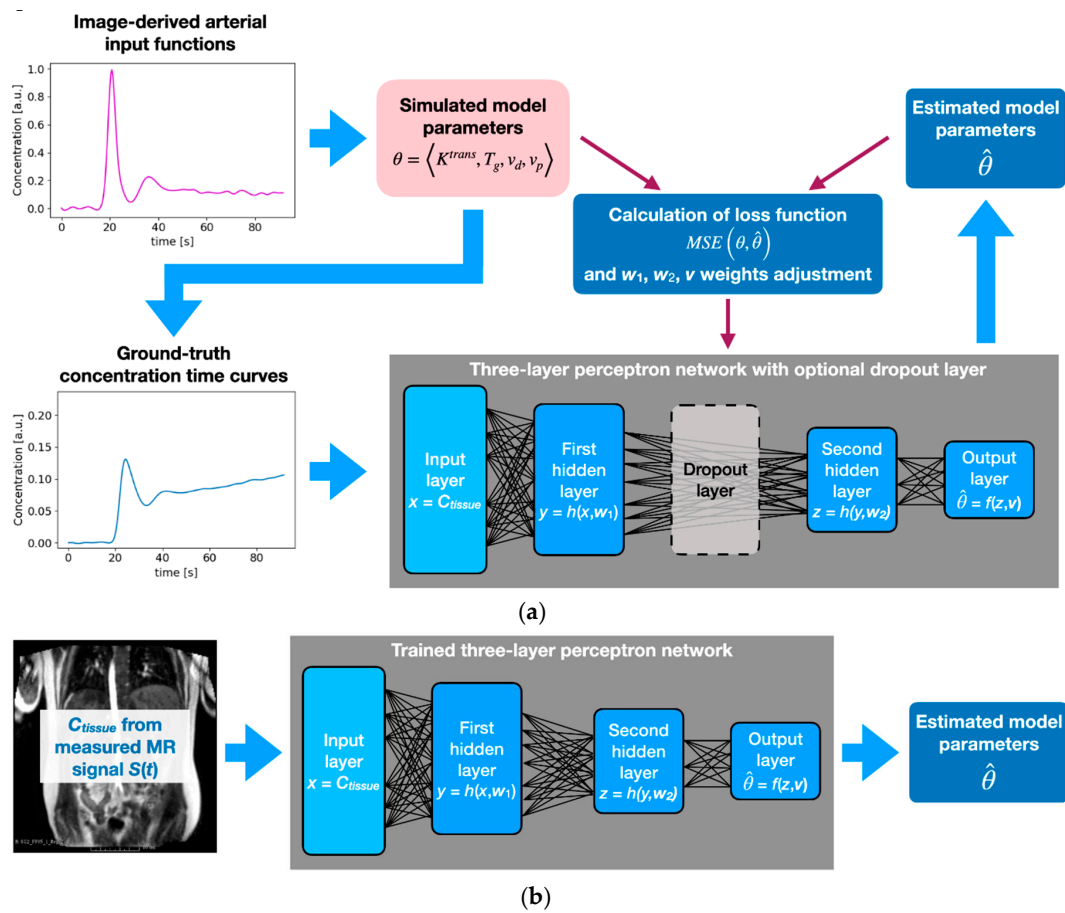 Image-derived arterial
input functions
Concentration [a.u.]
1.0
0.8
0.6
0.4
0.2
0.0
0 20 40 60 80
time [s]
Simulated model
parameters
θ = ⟨K^trans, T_g, v_d, v_p⟩
Estimated model
parameters
θ̂
Calculation of loss function
MSE(θ, θ̂)
and w₁, w₂, v weights adjustment
Ground-truth
concentration time curves
Concentration [a.u.]
0.20
0.15
0.10
0.05
0.00
0 20 40 60 80
time [s]
Three-layer perceptron network with optional dropout layer
Input
layer
x = C_tissue
First
hidden
layer
y = h(x,w₁)
Dropout
layer
Second
hidden
layer
z = h(y,w₂)
Output
layer
θ̂ = f(z,v)
(a)
C_tissue from
measured MR
signal S(t)
Trained three-layer perceptron network
Input
layer
x = C_tissue
First
hidden
layer
y = h(x,w₁)
Second
hidden
layer
z = h(y,w₂)
Output
layer
θ̂ = f(z,v)
Estimated model
parameters
θ̂
(b)